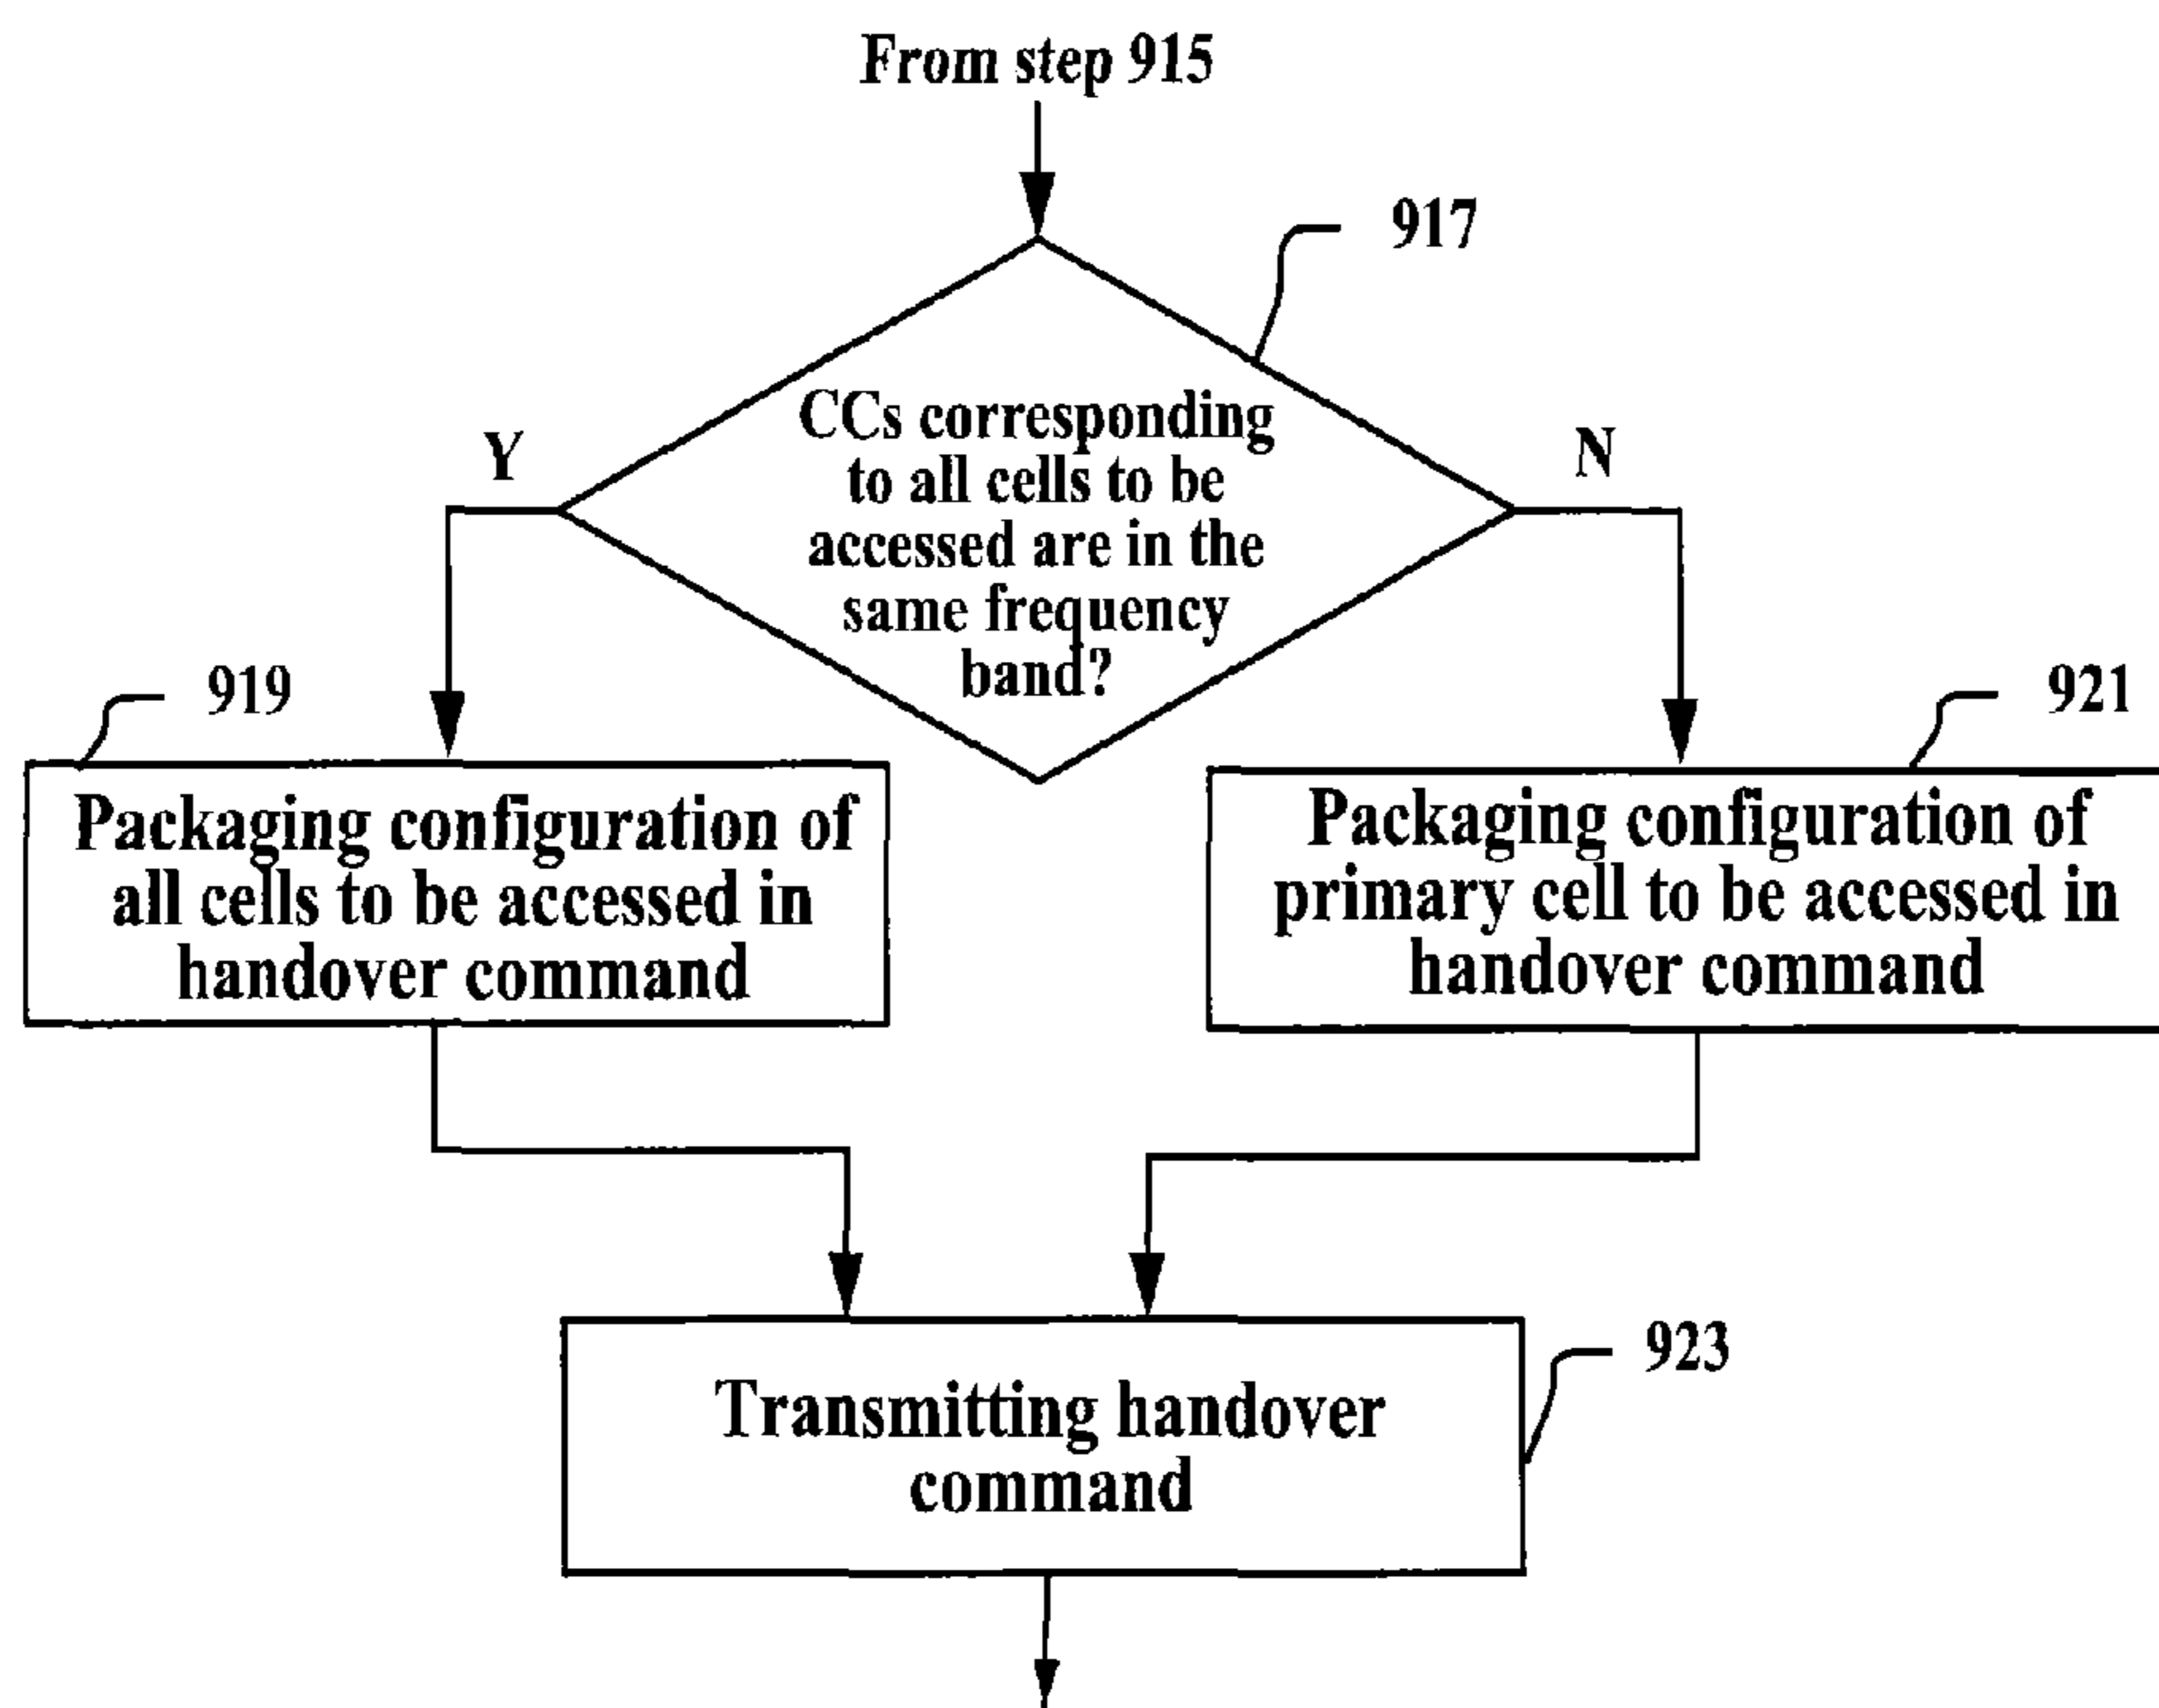 From step 915
917
CCs corresponding
to all cells to be
accessed are in the
same frequency
band?
Y
N
919
Packaging configuration of
all cells to be accessed in
handover command
921
Packaging configuration of
primary cell to be accessed in
handover command
923
Transmitting handover
command